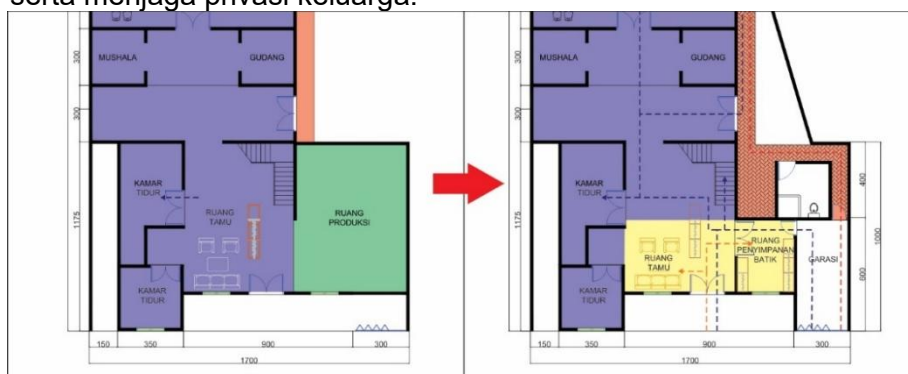 serta menjaga privasi keluarga.
300
MUSHALA
GUDANG
300
1175
KAMAR
TIDUR
RUANG
TAMU
RUANG
PRODUKSI
KAMAR
TIDUR
150
350
900
300
1700
300
MUSHALA
GUDANG
300
1175
KAMAR
TIDUR
RUANG
TAMU
RUANG
PENYIMPANAN
BATIK
GARASI
KAMAR
TIDUR
400
1000
600
150
350
900
300
1700